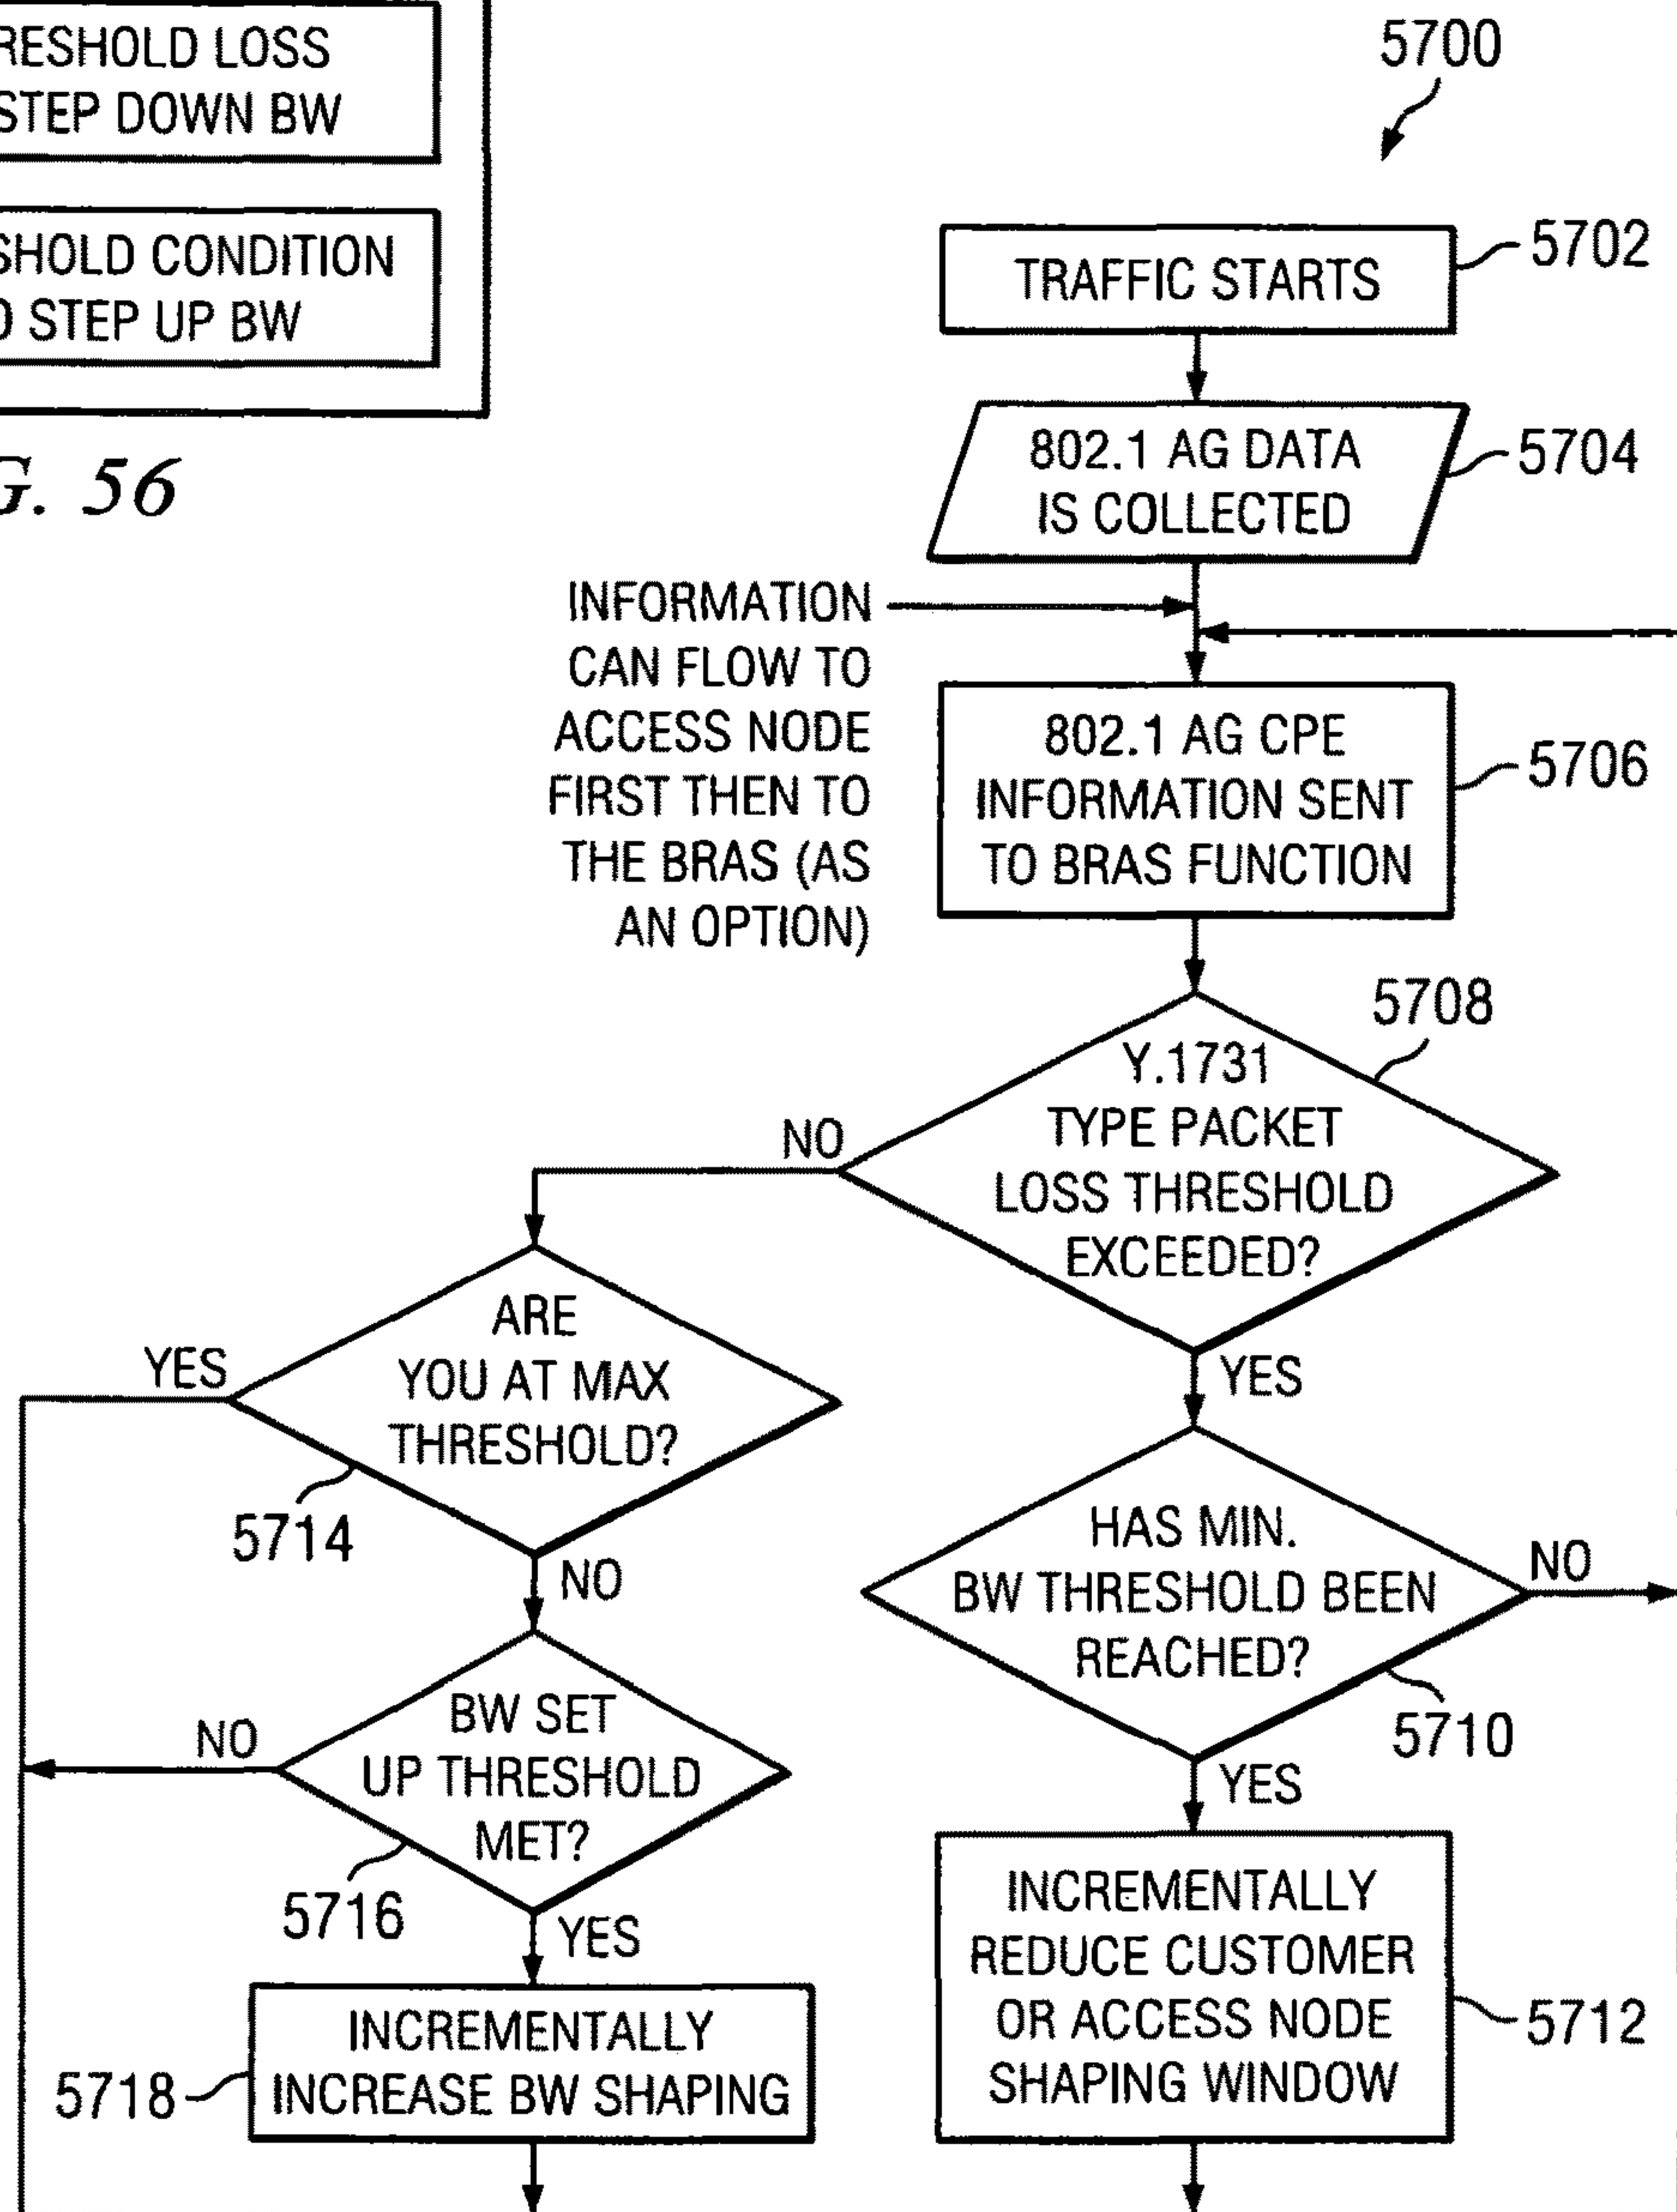 RESHOLD LOSS
STEP DOWN BW
SHOLD CONDITION
O STEP UP BW
G. 56
5700
TRAFFIC STARTS
5702
802.1 AG DATA
IS COLLECTED
5704
INFORMATION
CAN FLOW TO
ACCESS NODE
FIRST THEN TO
THE BRAS (AS
AN OPTION)
802.1 AG CPE
INFORMATION SENT
TO BRAS FUNCTION
5706
Y.1731
TYPE PACKET
LOSS THRESHOLD
EXCEEDED?
5708
NO
YES
ARE
YOU AT MAX
THRESHOLD?
YES
5714
NO
HAS MIN.
BW THRESHOLD BEEN
REACHED?
NO
5710
YES
BW SET
UP THRESHOLD
MET?
NO
5716
YES
INCREMENTALLY
INCREASE BW SHAPING
5718
INCREMENTALLY
REDUCE CUSTOMER
OR ACCESS NODE
SHAPING WINDOW
5712